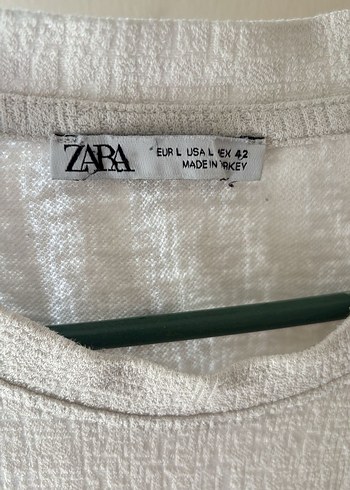 ZARA
EUR L USA L MEX 42
MADE IN TURKEY